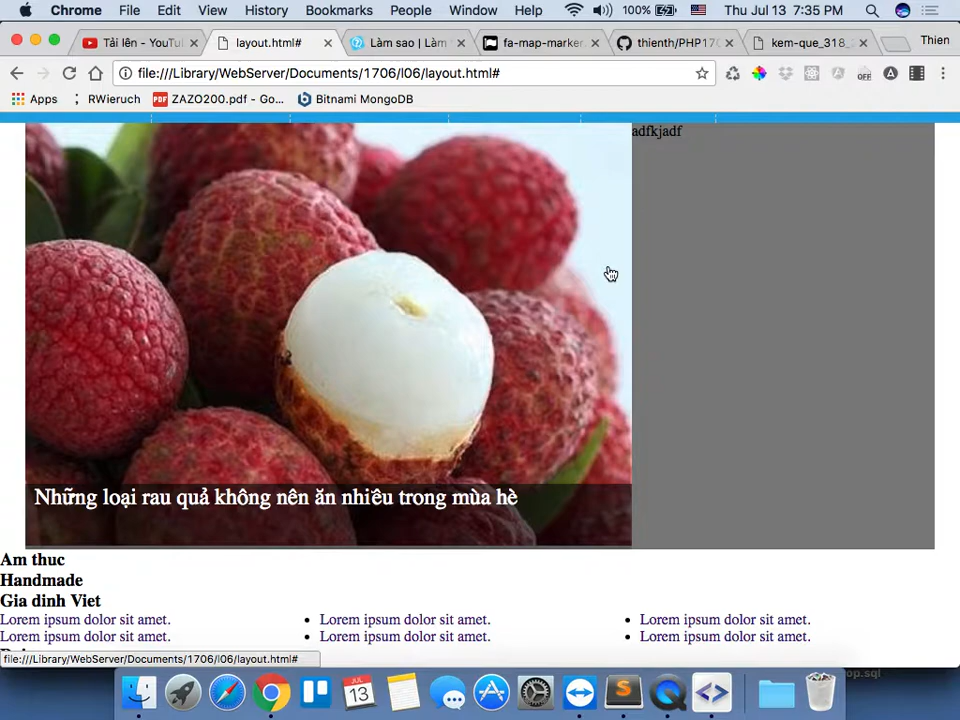 Chrome File Edit View History Bookmarks People Window Help 100% Thu Jul 13 7:35 PM
Tải lên - YouTu layout.html# Làm sao | Làm fa-map-marker thienth/PHP170 kem-que_318_ Thien
file:///Library/WebServer/Documents/1706/l06/layout.html#
Apps RWieruch ZAZO200.pdf - Go... Bitnami MongoDB
adfkjadf
Những loại rau quả không nên ăn nhiều trong mùa hè
Am thuc
Handmade
Gia dinh Viet
Lorem ipsum dolor sit amet. • Lorem ipsum dolor sit amet. • Lorem ipsum dolor sit amet.
Lorem ipsum dolor sit amet. • Lorem ipsum dolor sit amet. • Lorem ipsum dolor sit amet.
file:///Library/WebServer/Documents/1706/l06/layout.html#
op.sql
JUL
13